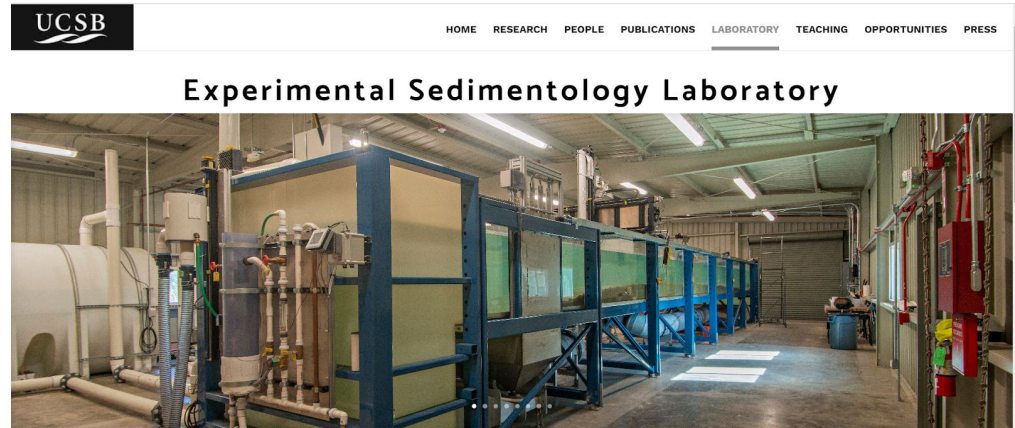 UCSB
HOME RESEARCH PEOPLE PUBLICATIONS LABORATORY TEACHING OPPORTUNITIES PRESS
Experimental Sedimentology Laboratory